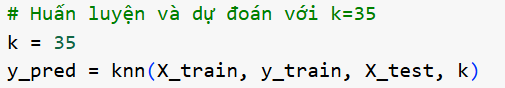 # Huấn luyện và dự đoán với k=35
k = 35
y_pred = knn(X_train, y_train, X_test, k)